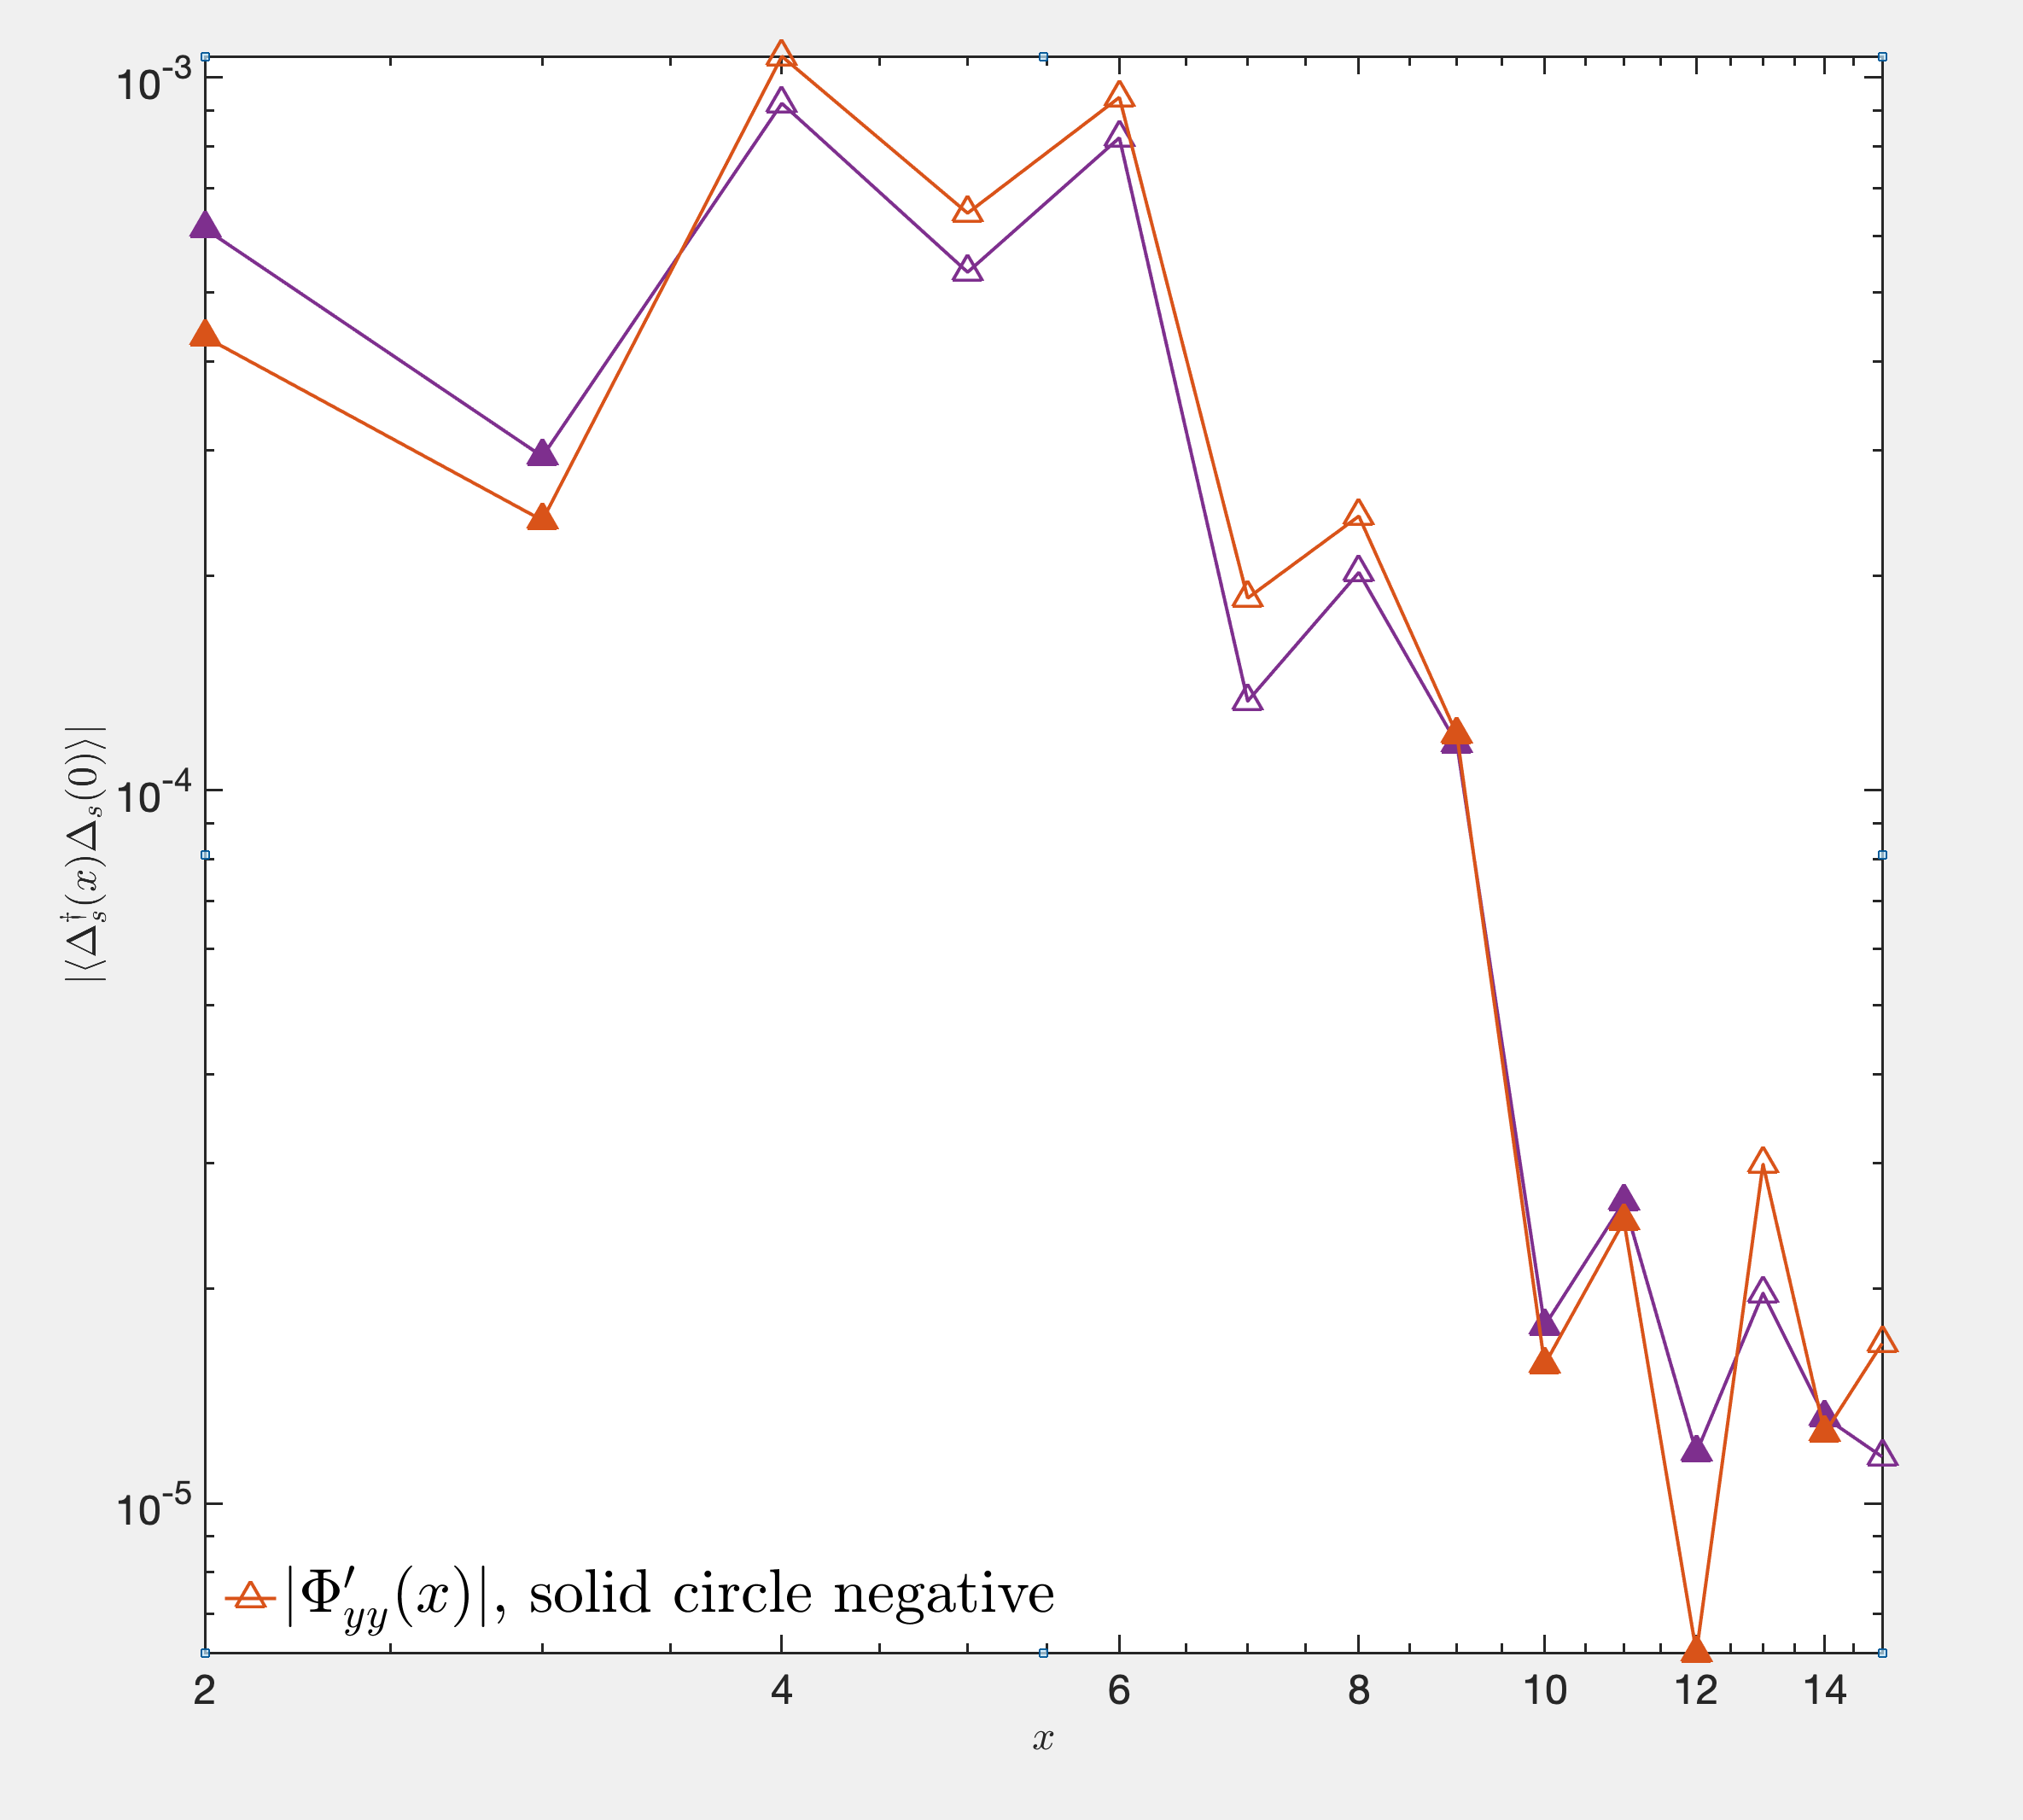 10^-3
10^-4
10^-5
|⟨Δ_s^†(x)Δ_s(0)⟩|
|Φ′_yy(x)|, solid circle negative
2 4 6 8 10 12 14
x